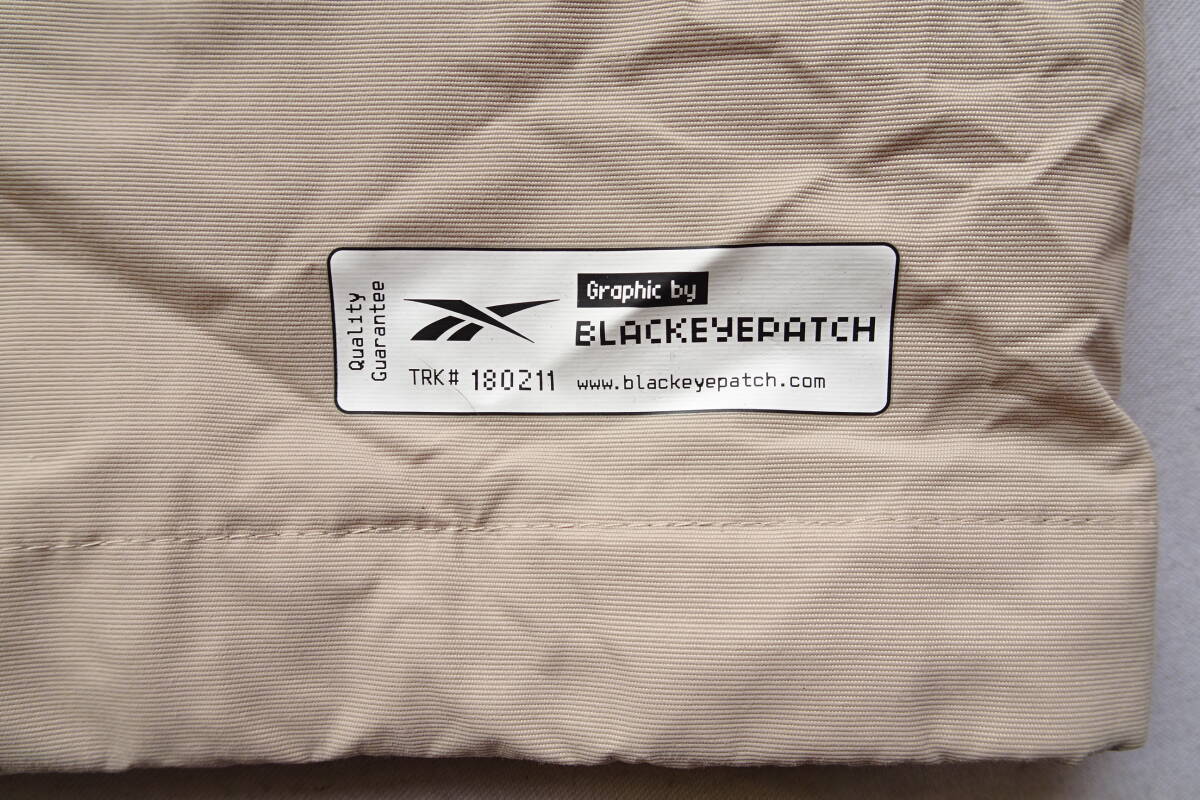 Quality
Guarantee
Graphic by
BLACKEYEPATCH
TRK# 180211
www.blackeyepatch.com